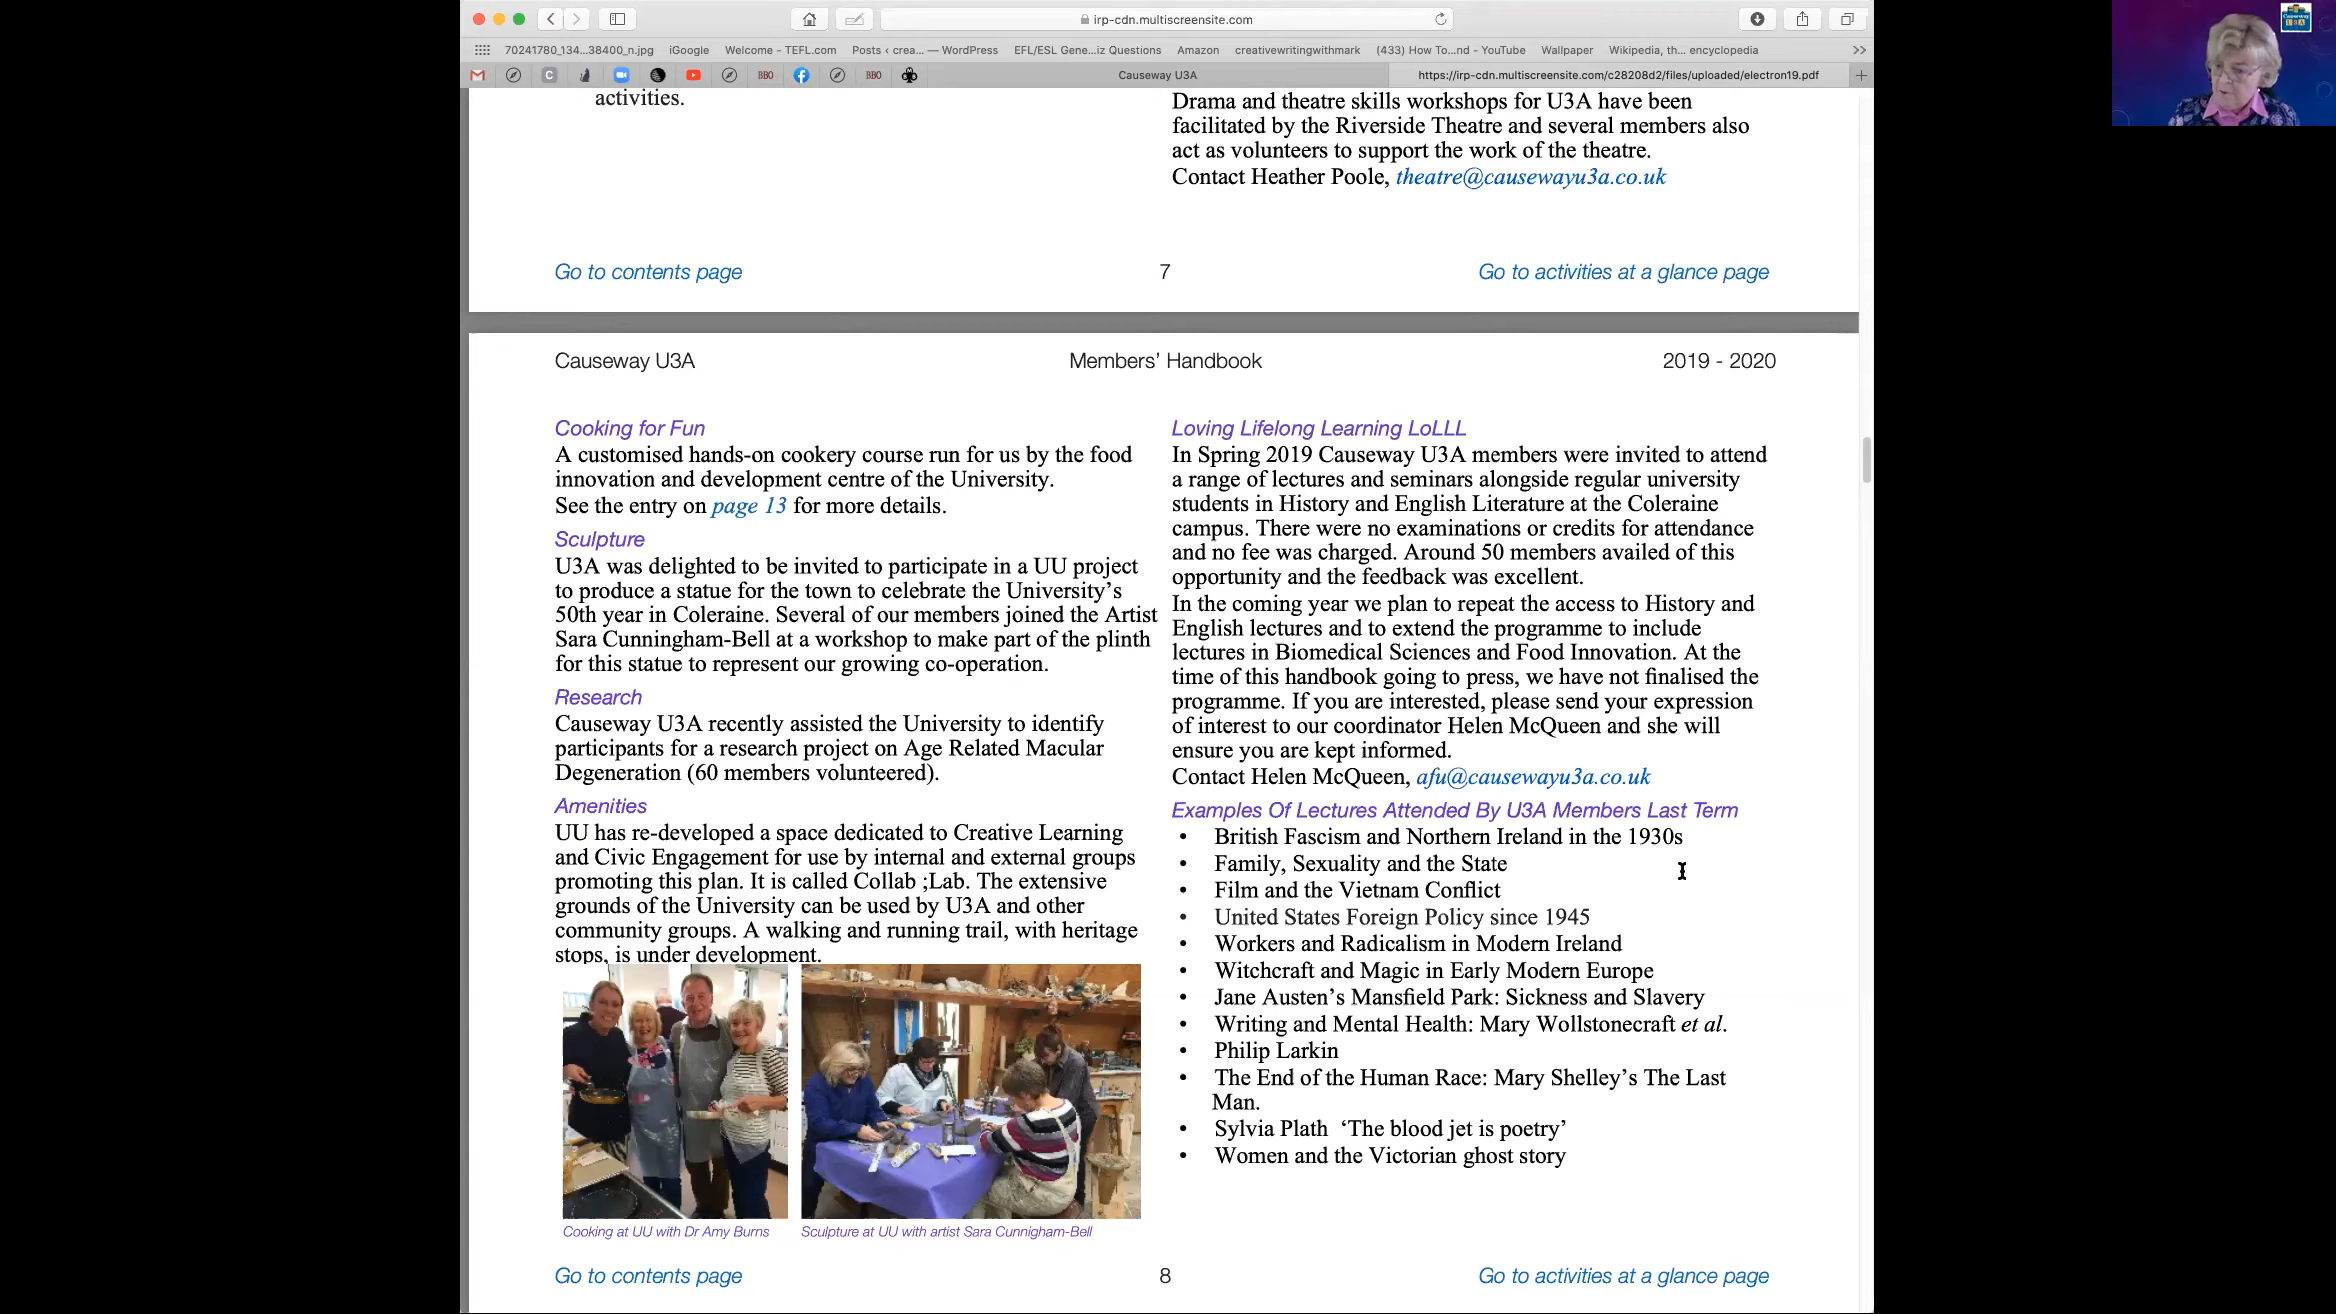 irp-cdn.multiscreensite.com
70241780_134...38400_n.jpg iGoogle Welcome - TEFL.com Posts ‹ crea... — WordPress EFL/ESL Gene...iz Questions Amazon creativewritingwithmark (433) How To...nd - YouTube Wallpaper Wikipedia, th... encyclopedia
C BBO BBO Causeway U3A https://irp-cdn.multiscreensite.com/c28208d2/files/uploaded/electron19.pdf
activities.
Drama and theatre skills workshops for U3A have been
facilitated by the Riverside Theatre and several members also
act as volunteers to support the work of the theatre.
Contact Heather Poole, theatre@causewayu3a.co.uk
Go to contents page 7 Go to activities at a glance page
Causeway U3A Members' Handbook 2019 - 2020
Cooking for Fun
A customised hands-on cookery course run for us by the food
innovation and development centre of the University.
See the entry on page 13 for more details.
Sculpture
U3A was delighted to be invited to participate in a UU project
to produce a statue for the town to celebrate the University's
50th year in Coleraine. Several of our members joined the Artist
Sara Cunningham-Bell at a workshop to make part of the plinth
for this statue to represent our growing co-operation.
Research
Causeway U3A recently assisted the University to identify
participants for a research project on Age Related Macular
Degeneration (60 members volunteered).
Amenities
UU has re-developed a space dedicated to Creative Learning
and Civic Engagement for use by internal and external groups
promoting this plan. It is called Collab ;Lab. The extensive
grounds of the University can be used by U3A and other
community groups. A walking and running trail, with heritage
stops, is under development.
Cooking at UU with Dr Amy Burns
Sculpture at UU with artist Sara Cunnigham-Bell
Loving Lifelong Learning LoLLL
In Spring 2019 Causeway U3A members were invited to attend
a range of lectures and seminars alongside regular university
students in History and English Literature at the Coleraine
campus. There were no examinations or credits for attendance
and no fee was charged. Around 50 members availed of this
opportunity and the feedback was excellent.
In the coming year we plan to repeat the access to History and
English lectures and to extend the programme to include
lectures in Biomedical Sciences and Food Innovation. At the
time of this handbook going to press, we have not finalised the
programme. If you are interested, please send your expression
of interest to our coordinator Helen McQueen and she will
ensure you are kept informed.
Contact Helen McQueen, afu@causewayu3a.co.uk
Examples Of Lectures Attended By U3A Members Last Term
• British Fascism and Northern Ireland in the 1930s
• Family, Sexuality and the State
• Film and the Vietnam Conflict
• United States Foreign Policy since 1945
• Workers and Radicalism in Modern Ireland
• Witchcraft and Magic in Early Modern Europe
• Jane Austen's Mansfield Park: Sickness and Slavery
• Writing and Mental Health: Mary Wollstonecraft et al.
• Philip Larkin
• The End of the Human Race: Mary Shelley's The Last
Man.
• Sylvia Plath 'The blood jet is poetry'
• Women and the Victorian ghost story
Go to contents page 8 Go to activities at a glance page
Causeway
U3A